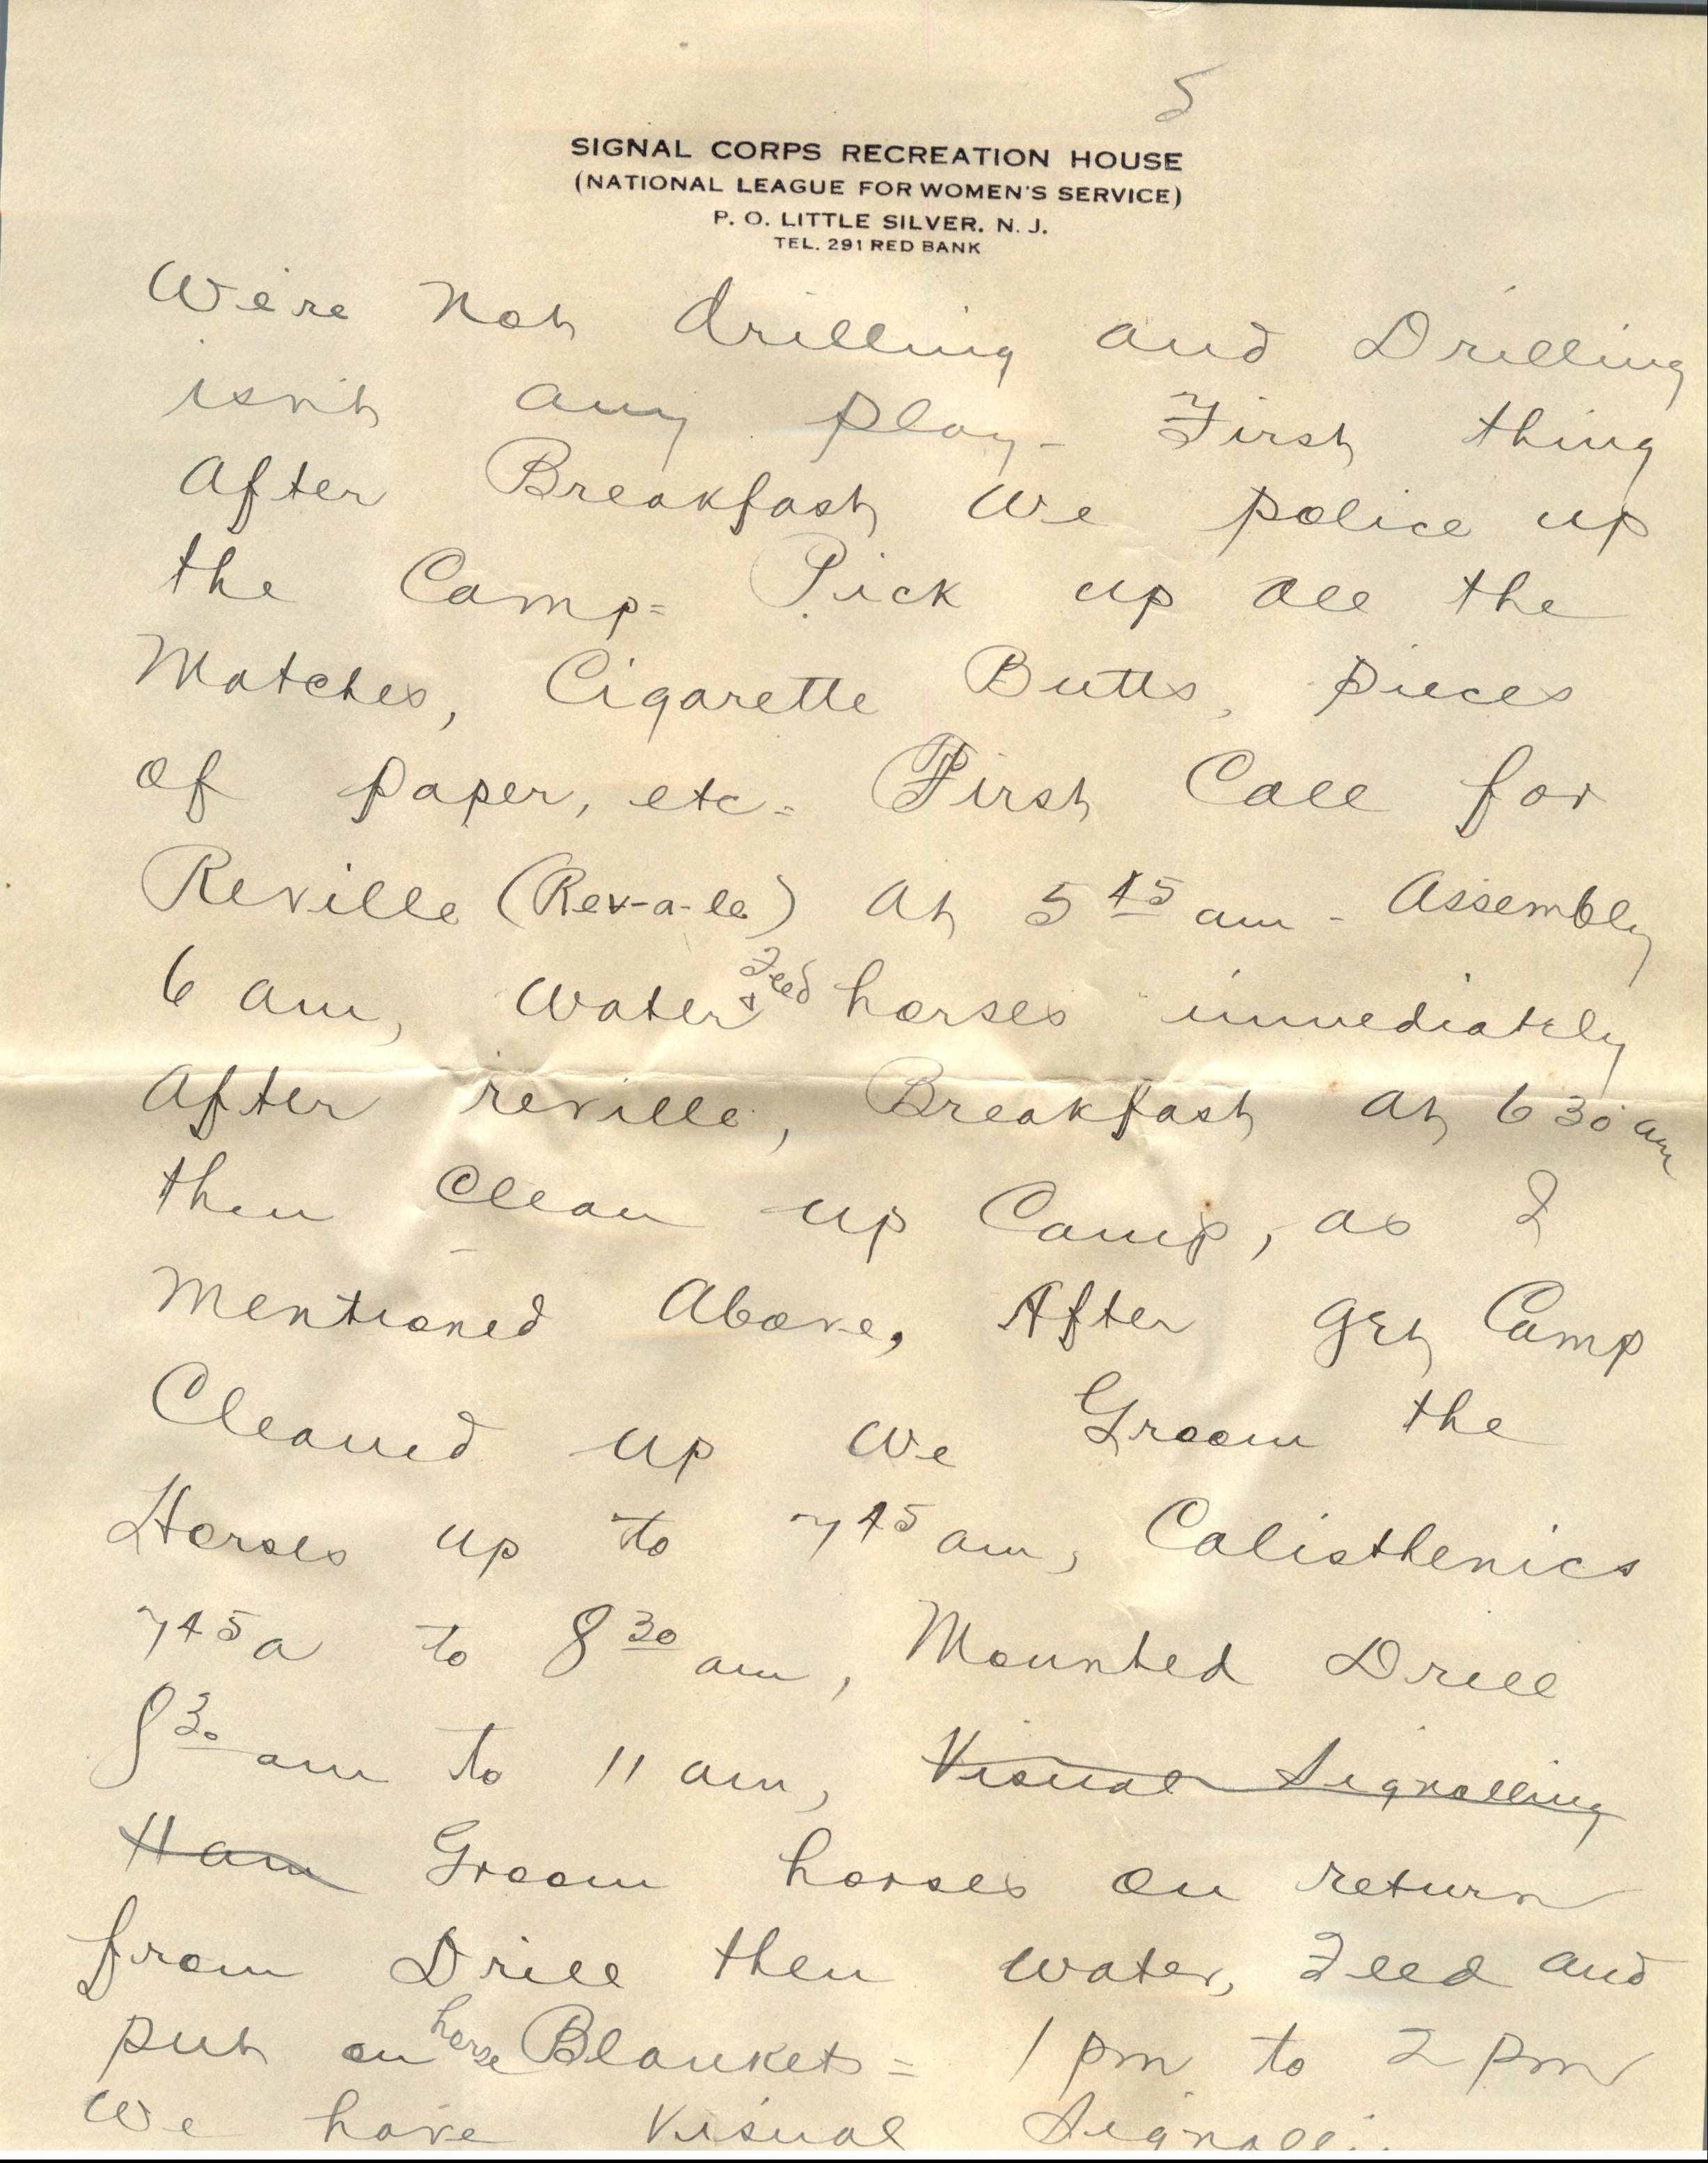 5
SIGNAL CORPS RECREATION HOUSE
(NATIONAL LEAGUE FOR WOMEN'S SERVICE)
P. O. LITTLE SILVER, N. J.
TEL. 291 RED BANK
We're not drilling and Drilling
isn't any play - First thing
After Breakfast We police up
the Camp = Pick up all the
Matches, Cigarette Butts, pieces
of paper, etc = First Call for
Reville (Rev-a-le) At 5 45 am - Assembly
6 am, Water & Feed horses immediately
After reville, Breakfast At 6 30 am
then Clean up Camp, as I
Mentioned Above, After get Camp
Cleaned up We Groom the
Horses up to 7 45 am, Calisthenics
7 45 a to 8 30 am, Mounted Drill
8 30 am to 11 am, Visual Signalling
11 am Groom horses on return
from Drill then water, Feed and
put on horse Blankets = 1 pm to 2 pm
We have Visual